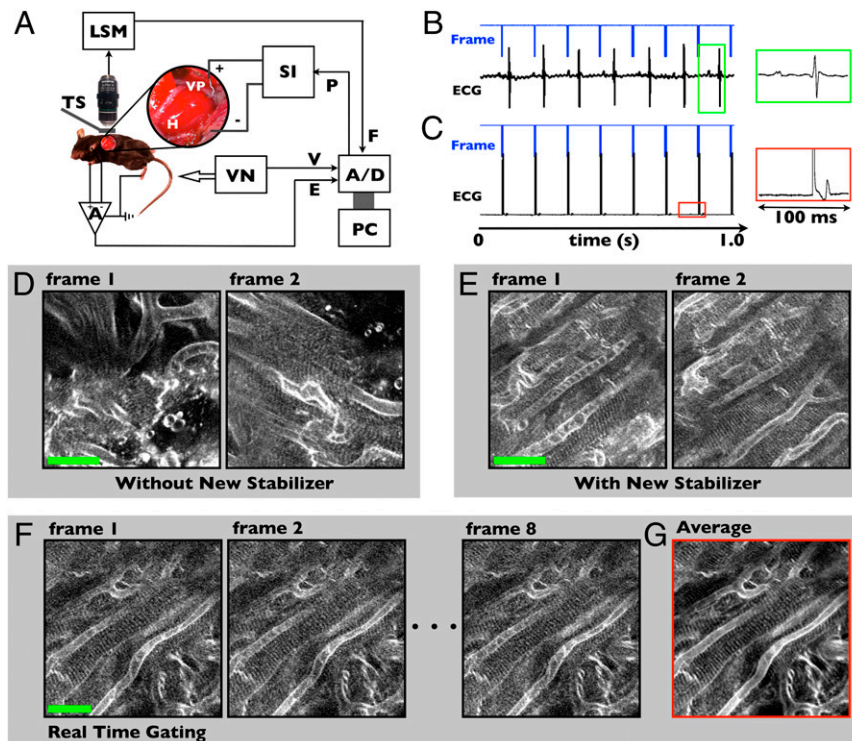 A
LSM
SI
+
VP
P
TS
H
-
F
V
VN
A/D
E
+ -
A
PC
B
Frame
ECG
C
Frame
ECG
100 ms
0 time (s) 1.0
D
frame 1 frame 2
Without New Stabilizer
E
frame 1 frame 2
With New Stabilizer
F
frame 1 frame 2 . . . frame 8
Real Time Gating
G
Average